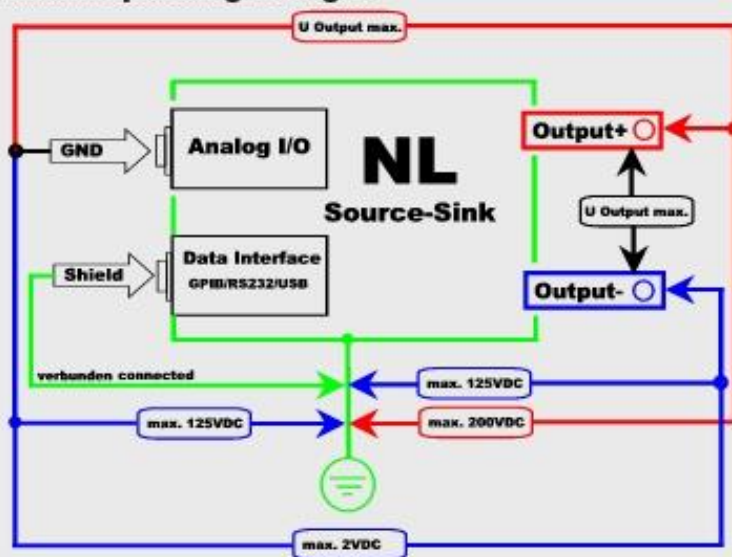 U Output max.
Analog I/O
GND
NL
Source-Sink
Output+
U Output max.
Data Interface
GPIB/RS232/USB
Shield
Output-
verbunden connected
max. 125VDC
max. 125VDC
max. 200VDC
max. 2VDC